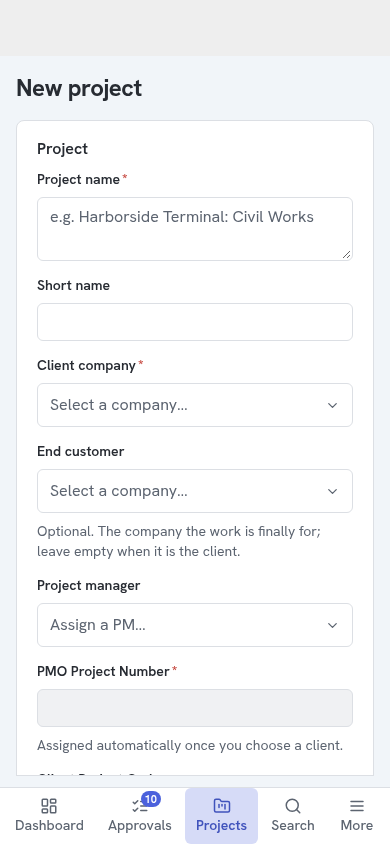 New project
Project
Project name*
e.g. Harborside Terminal: Civil Works
Short name
Client company*
Select a company...
End customer
Select a company...
Optional. The company the work is finally for;
leave empty when it is the client.
Project manager
Assign a PM...
PMO Project Number*
Assigned automatically once you choose a client.
10
Dashboard Approvals Projects Search More